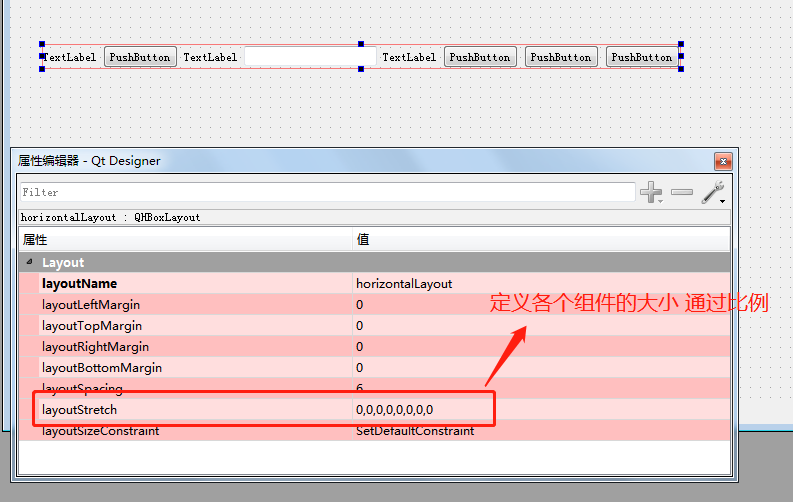 TextLabel PushButton TextLabel TextLabel PushButton PushButton PushButton
属性编辑器 - Qt Designer
Filter
horizontalLayout : QHBoxLayout
属性 值
Layout
layoutName horizontalLayout
layoutLeftMargin 0
定义各个组件的大小 通过比例
layoutTopMargin 0
layoutRightMargin 0
layoutBottomMargin 0
layoutSpacing 6
layoutStretch 0,0,0,0,0,0,0,0
layoutSizeConstraint SetDefaultConstraint